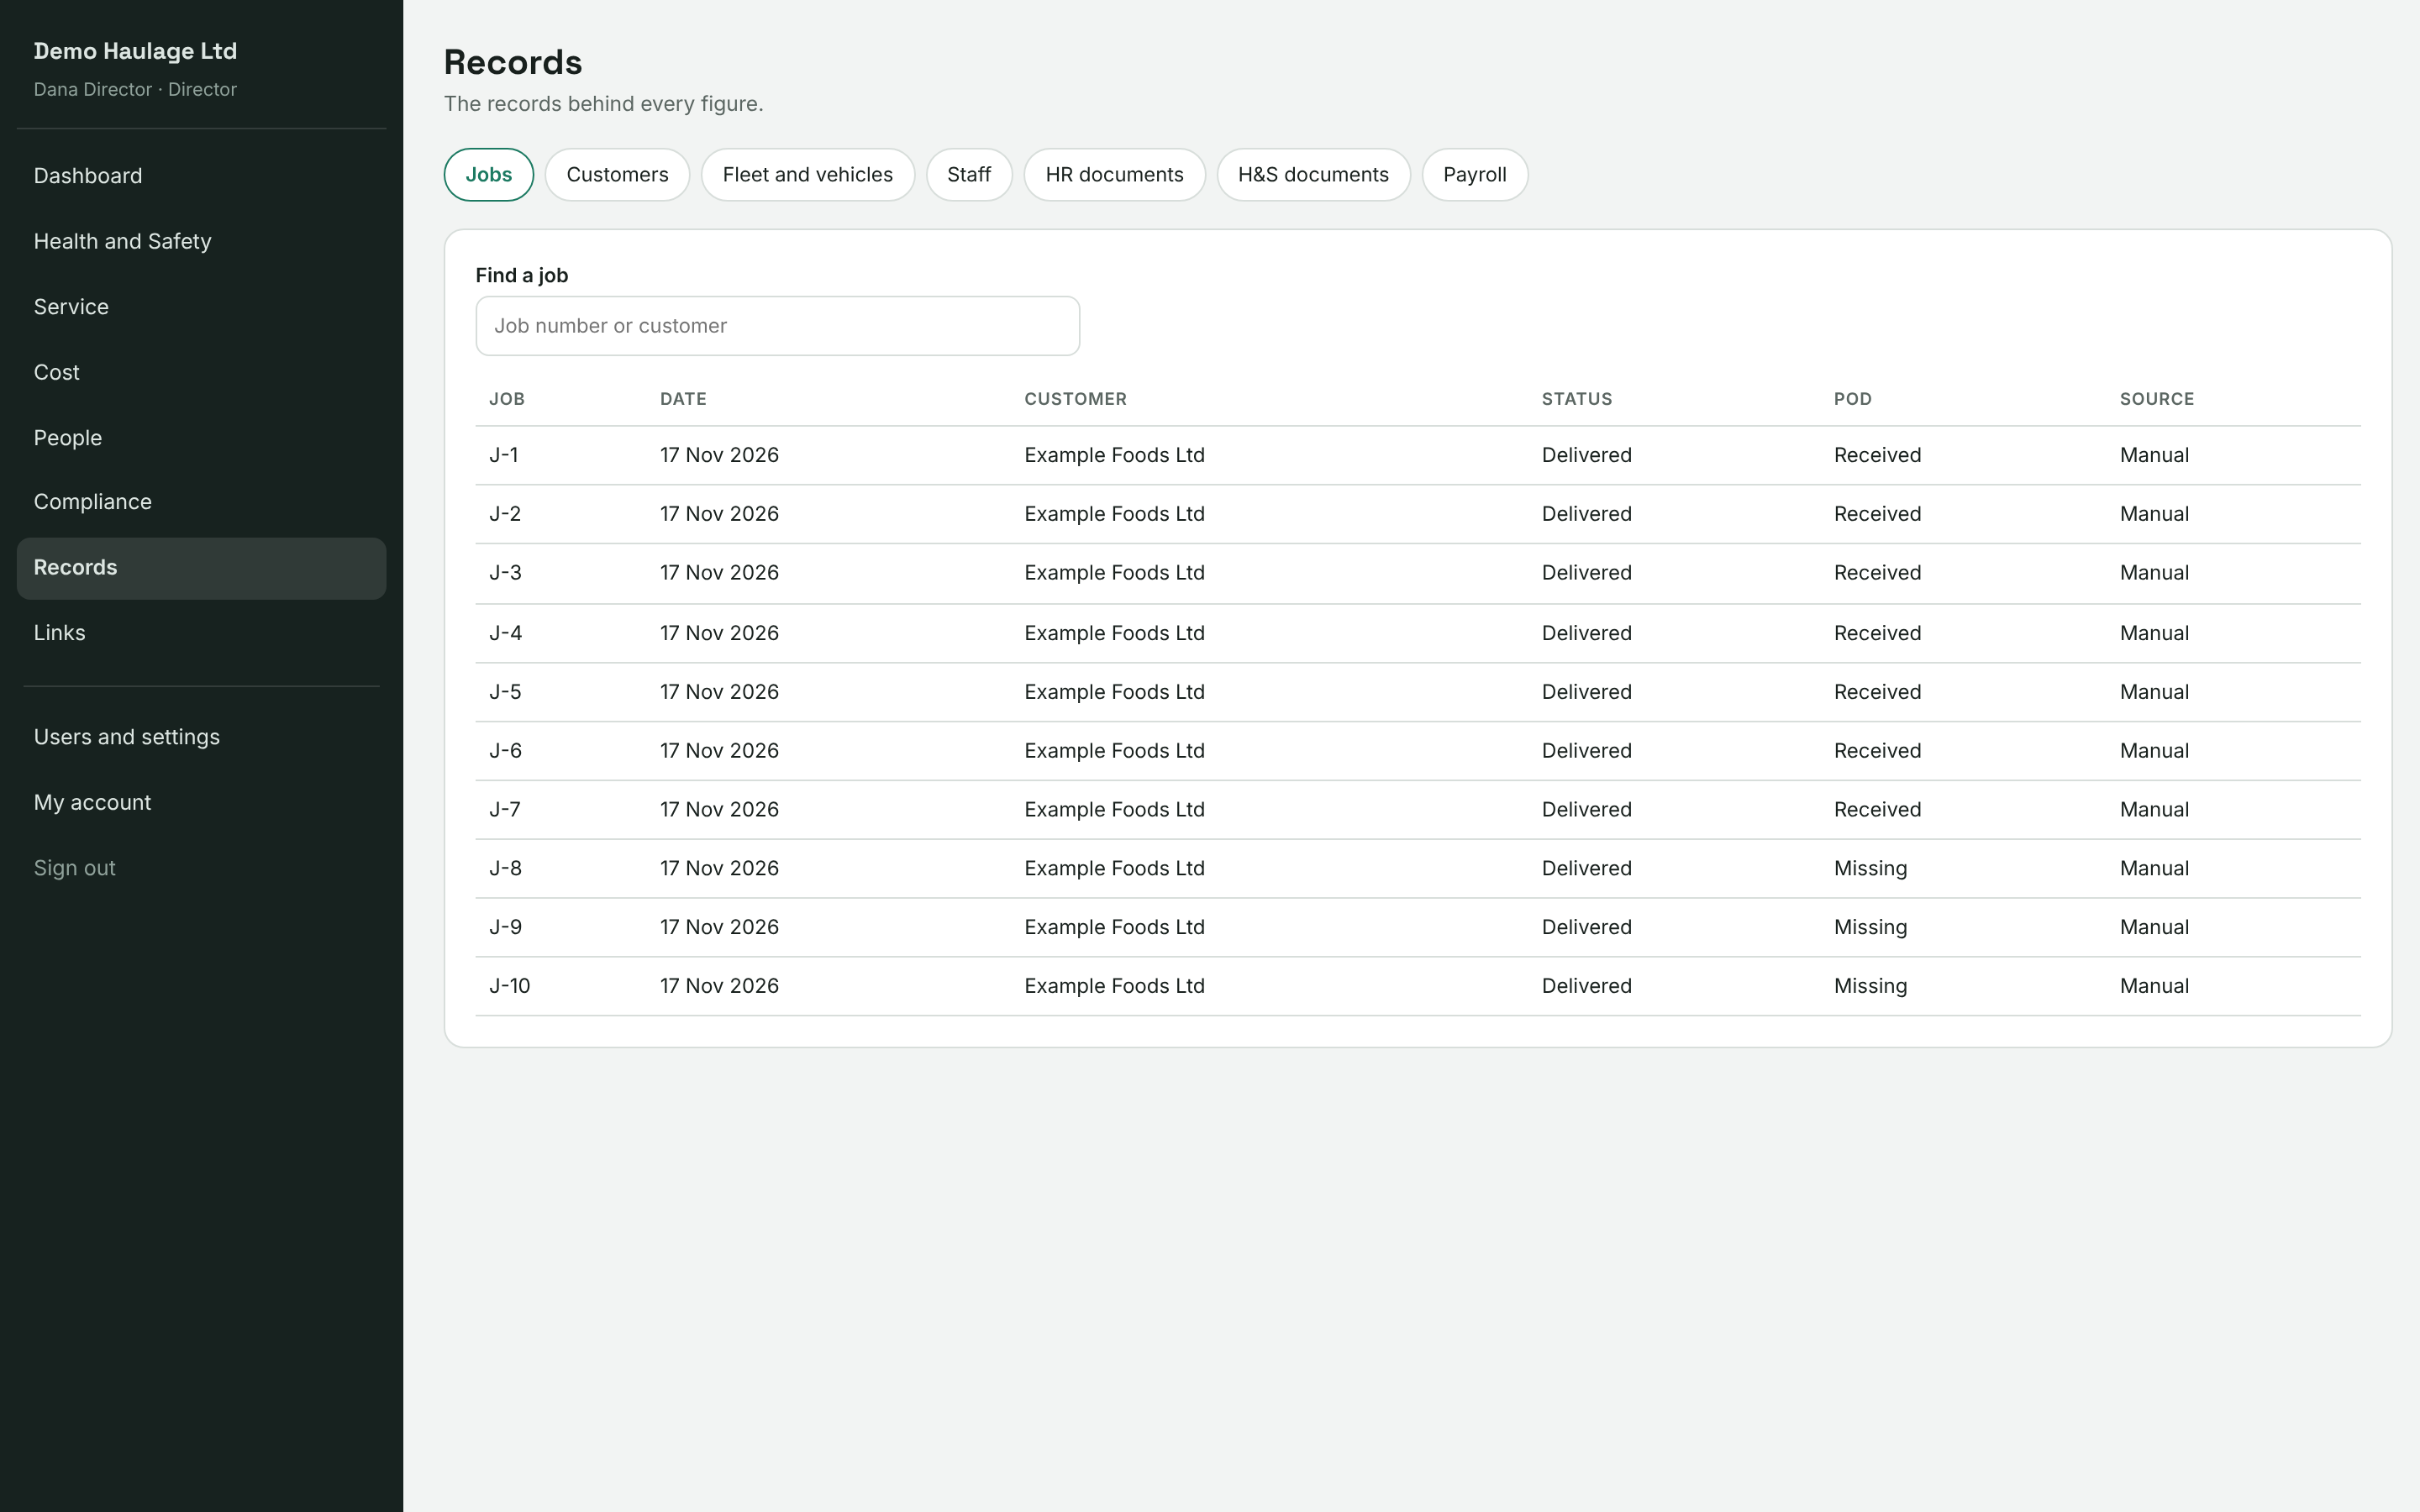 Demo Haulage Ltd
Dana Director · Director
Dashboard
Health and Safety
Service
Cost
People
Compliance
Records
Links
Users and settings
My account
Sign out
Records
The records behind every figure.
Jobs Customers Fleet and vehicles Staff HR documents H&S documents Payroll
Find a job
Job number or customer
JOB DATE CUSTOMER STATUS POD SOURCE
J-1 17 Nov 2026 Example Foods Ltd Delivered Received Manual
J-2 17 Nov 2026 Example Foods Ltd Delivered Received Manual
J-3 17 Nov 2026 Example Foods Ltd Delivered Received Manual
J-4 17 Nov 2026 Example Foods Ltd Delivered Received Manual
J-5 17 Nov 2026 Example Foods Ltd Delivered Received Manual
J-6 17 Nov 2026 Example Foods Ltd Delivered Received Manual
J-7 17 Nov 2026 Example Foods Ltd Delivered Received Manual
J-8 17 Nov 2026 Example Foods Ltd Delivered Missing Manual
J-9 17 Nov 2026 Example Foods Ltd Delivered Missing Manual
J-10 17 Nov 2026 Example Foods Ltd Delivered Missing Manual